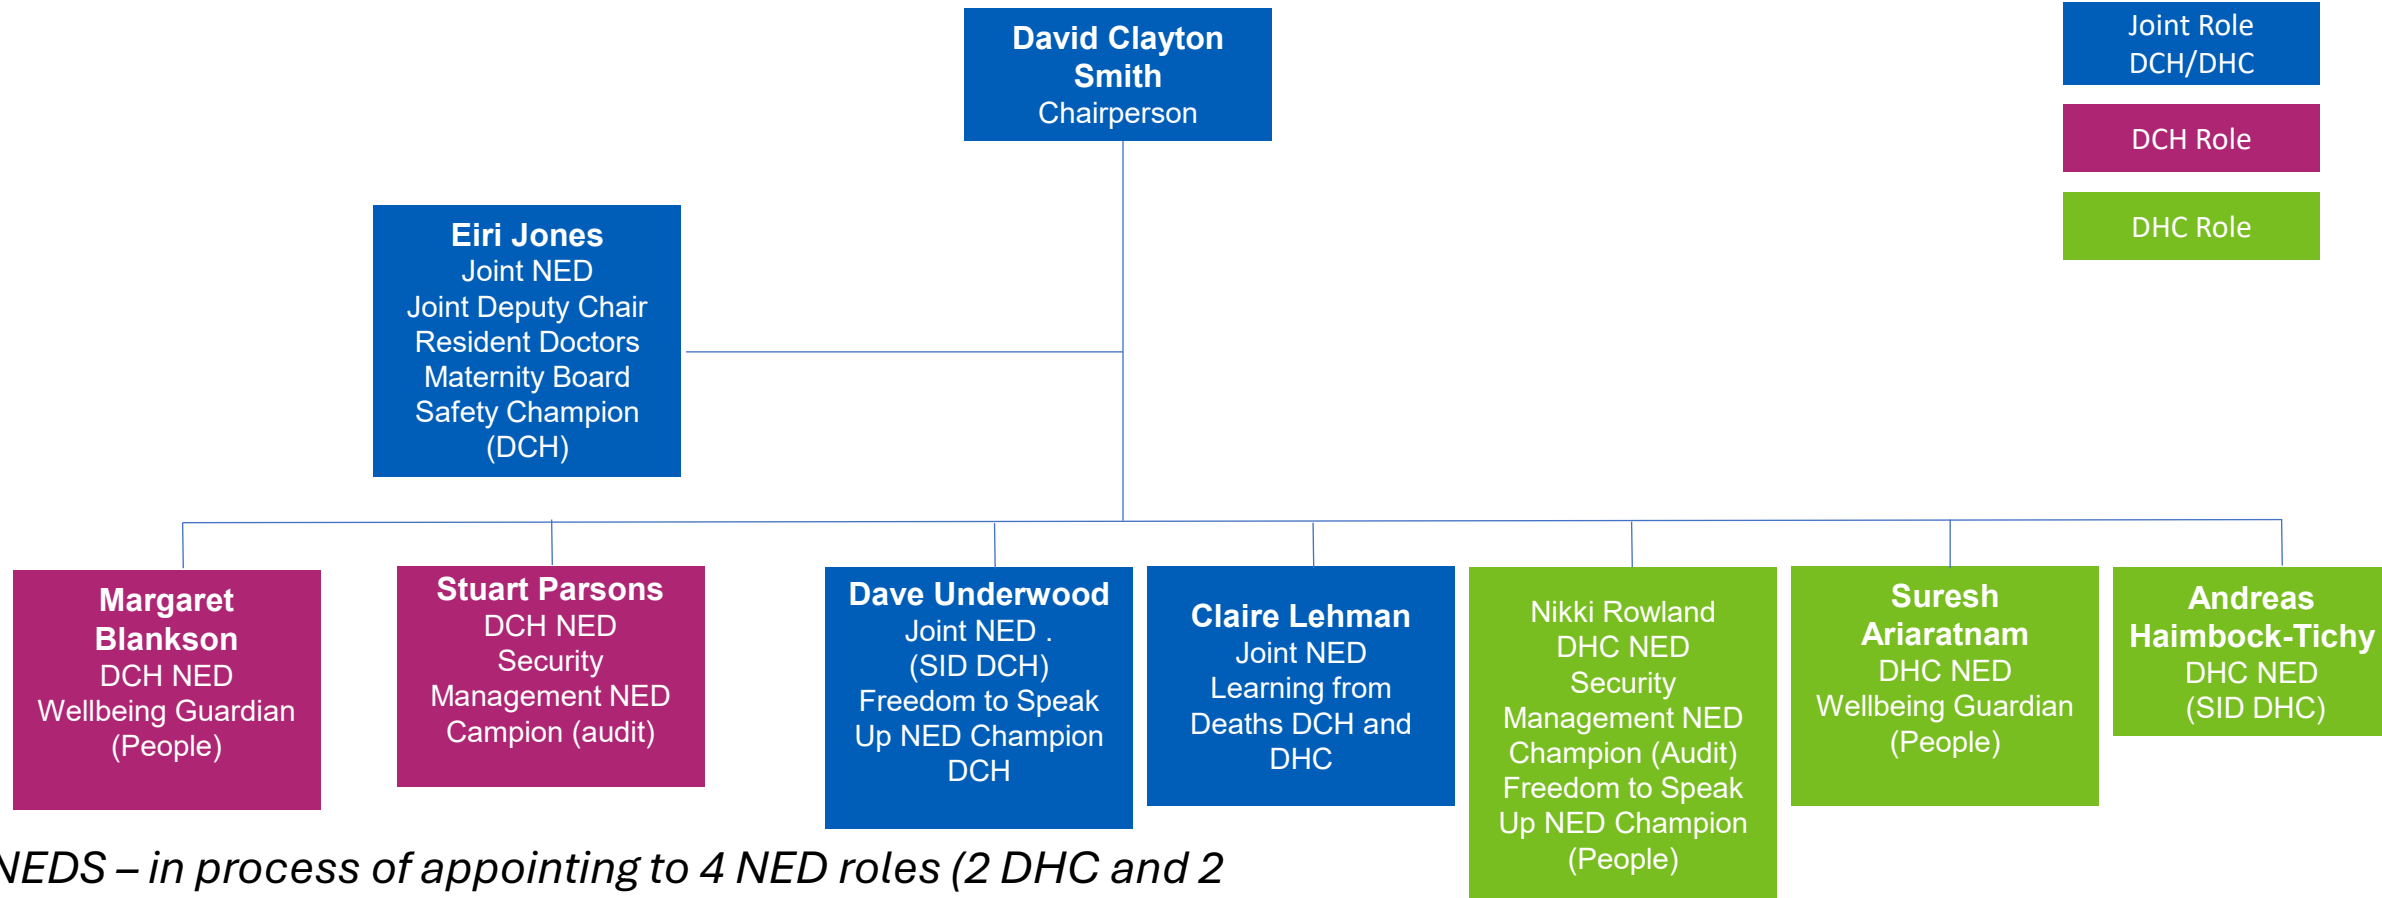 David Clayton
Smith
Chairperson
Joint Role
DCH/DHC
DCH Role
DHC Role
Eiri Jones
Joint NED
Joint Deputy Chair
Resident Doctors
Maternity Board
Safety Champion
(DCH)
Margaret
Blankson
DCH NED
Wellbeing Guardian
(People)
Stuart Parsons
DCH NED
Security
Management NED
Campion (audit)
Dave Underwood
Joint NED .
(SID DCH)
Freedom to Speak
Up NED Champion
DCH
Claire Lehman
Joint NED
Learning from
Deaths DCH and
DHC
Nikki Rowland
DHC NED
Security
Management NED
Champion (Audit)
Freedom to Speak
Up NED Champion
(People)
Suresh
Ariaratnam
DHC NED
Wellbeing Guardian
(People)
Andreas
Haimbock-Tichy
DHC NED
(SID DHC)
NEDS – in process of appointing to 4 NED roles (2 DHC and 2